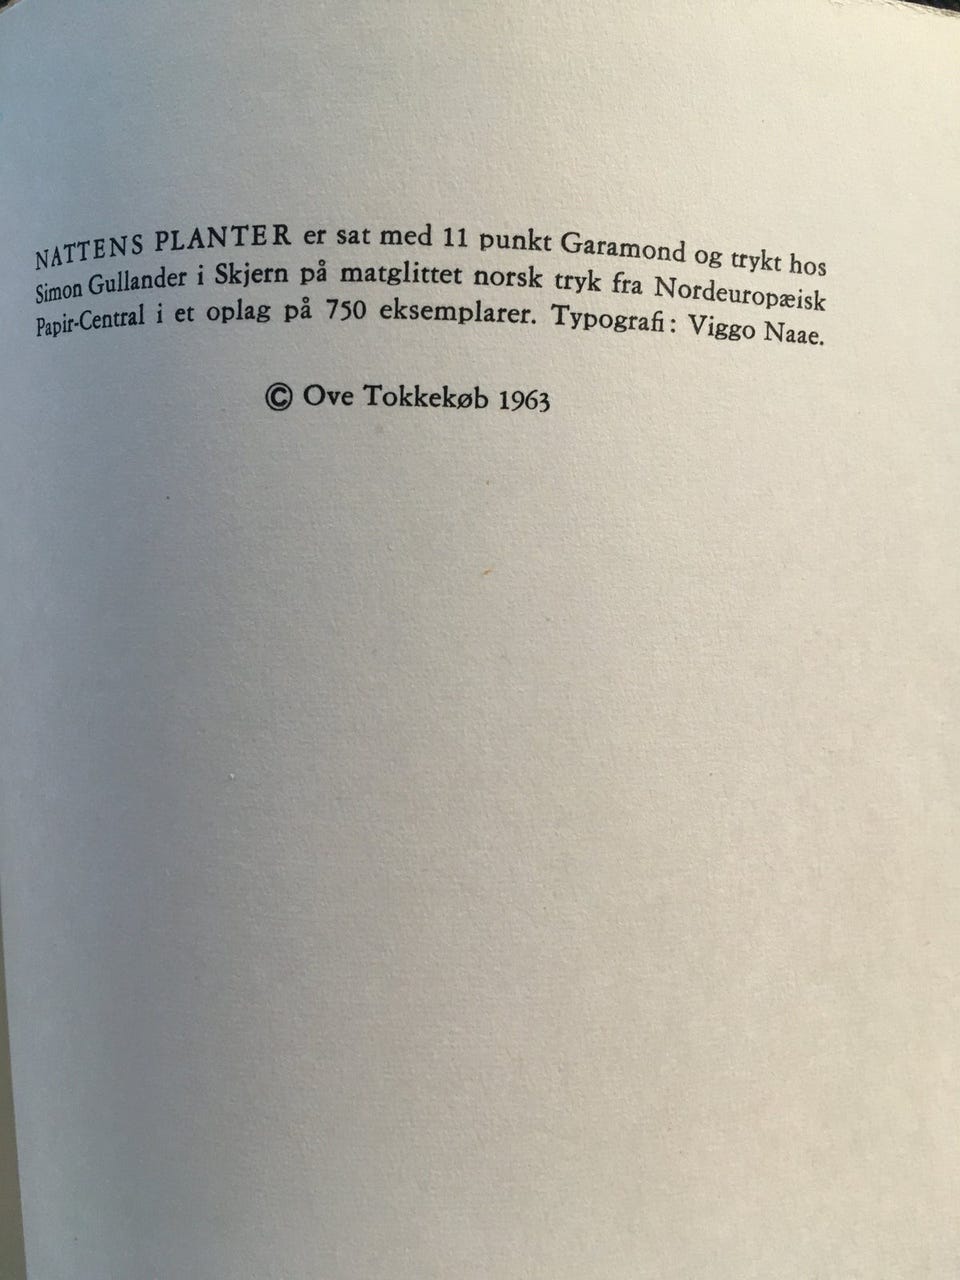 NATTENS PLANTER er sat med 11 punkt Garamond og trykt hos
Simon Gullander i Skjern på matglittet norsk tryk fra Nordeuropæisk
Papir-Central i et oplag på 750 eksemplarer. Typografi: Viggo Naae.
© Ove Tokkekøb 1963